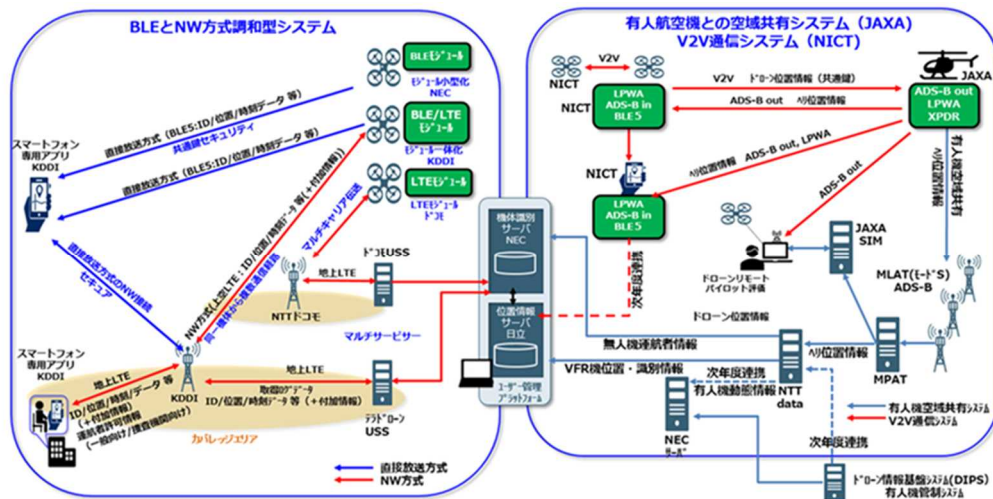 BLEとNW方式調和型システム
BLEモジュール
モジュール小型化
NEC
BLE/LTE
モジュール
モジュール一体化
KDDI
LTEモジュール
LTEモジュール
ドコモ
スマートフォン
専用アプリ
KDDI
直接放送方式(BLE5:ID/位置/時刻データ 等)
共通鍵セキュリティ
直接放送方式(BLE5:ID/位置/時刻データ 等)
直接放送方式のNW接続
セキュア
NW方式(上空LTE:ID/位置/時刻データ 等(+付加情報))
同一機体から複数通信経路
マルチキャリア伝送
地上LTE
ドコモUSS
NTTドコモ
マルチサービサー
スマートフォン
専用アプリ
KDDI
地上LTE
ID/位置/時刻/データ 等
(+付加情報)
運航者許可情報
(一般向け/捜査機関向け)
KDDI
地上LTE
取得ログデータ
ID/位置/時刻データ 等(+付加情報)
カバレッジエリア
テラドローン
USS
直接放送方式
NW方式
機体識別
サーバ
NEC
位置情報
サーバ
日立
ユーザー管理
プラットフォーム
有人航空機との空域共有システム(JAXA)
V2V通信システム(NICT)
V2V
NICT
NICT
LPWA
ADS-B in
BLE 5
V2V ドローン位置情報(共通鍵)
ADS-B out ヘリ位置情報
JAXA
ADS-B out
LPWA
XPDR
ヘリ位置情報 ADS-B out, LPWA
ADS-B out
有人機空域共有
ヘリ位置情報
NICT
LPWA
ADS-B in
BLE 5
次年度連携
ドローンリモート
パイロット評価
JAXA
SIM
MLAT(モードS)
ADS-B
ドローン位置情報
無人機運航者情報
ヘリ位置情報
MPAT
VFR機位置・識別情報
次年度連携
有人機動態情報
NTT
data
NEC
サーバ
次年度連携
有人機空域共有システム
V2V通信システム
ドローン情報基盤システム(DIPS)
有人機管制システム